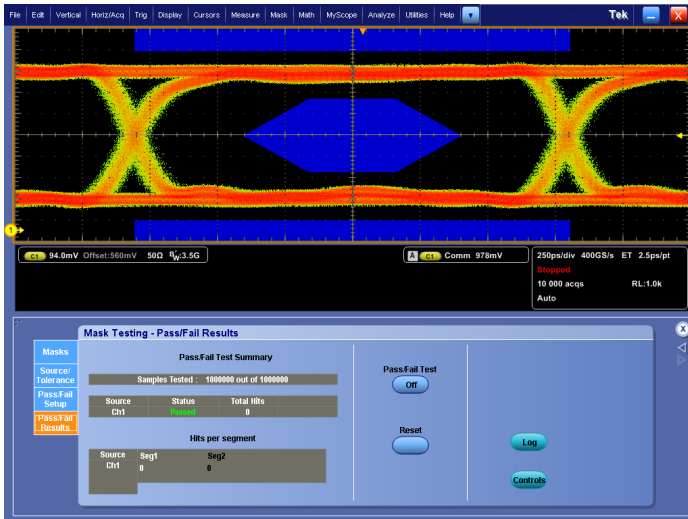 File Edit Vertical Horiz/Acq Trig Display Cursors Measure Mask Math MyScope Analyze Utilities Help Tek X
1
C1 94.0mV Offset:560mV 50Ω BW:3.5G
A C1 Comm 978mV
250ps/div 400GS/s ET 2.5ps/pt
Stopped
10 000 acqs RL:1.0k
Auto
Mask Testing - Pass/Fail Results
X
Masks
Source/
Tolerance
Pass/Fail
Setup
Pass/Fail
Results
Pass/Fail Test Summary
Samples Tested : 1000000 out of 1000000
Source Status Total Hits
Ch1 Passed 0
Hits per segment
Source Seg1 Seg2
Ch1 0 0
Pass/Fail Test
Off
Reset
Log
Controls